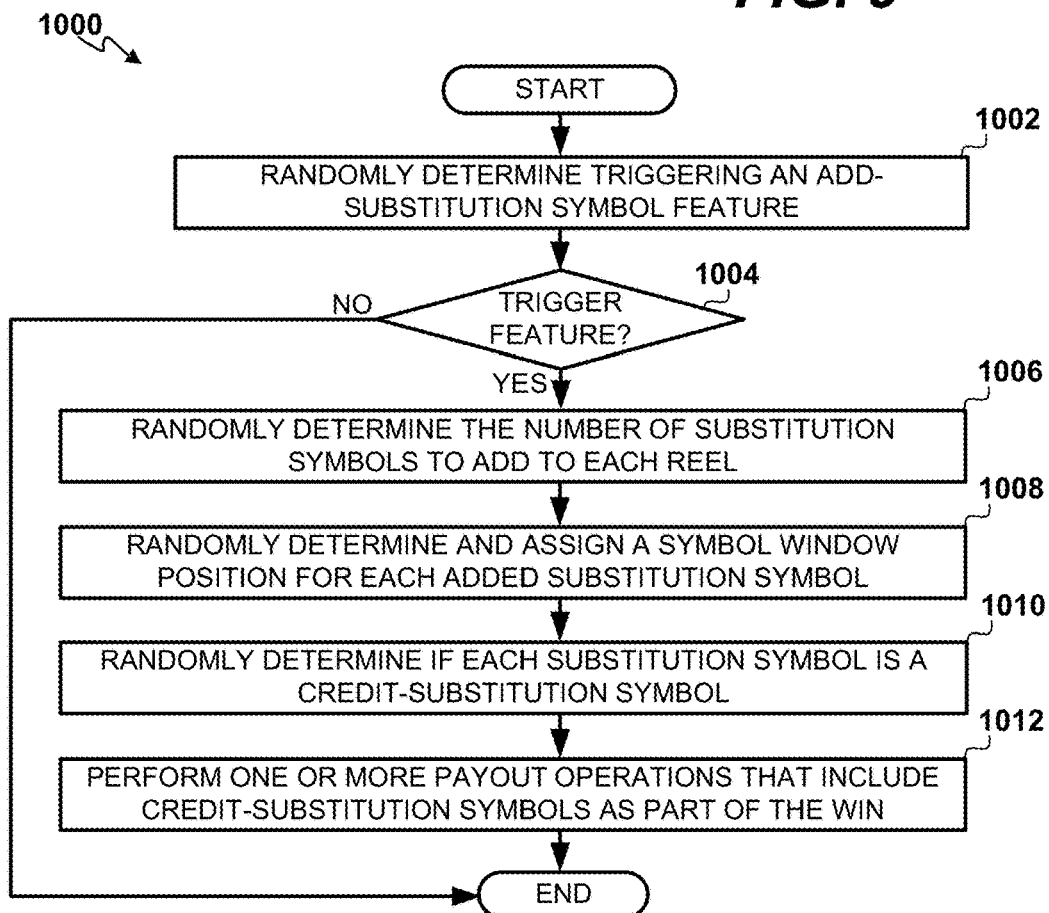 1000
START
1002
RANDOMLY DETERMINE TRIGGERING AN ADD-
SUBSTITUTION SYMBOL FEATURE
1004
NO
TRIGGER
FEATURE?
YES
1006
RANDOMLY DETERMINE THE NUMBER OF SUBSTITUTION
SYMBOLS TO ADD TO EACH REEL
1008
RANDOMLY DETERMINE AND ASSIGN A SYMBOL WINDOW
POSITION FOR EACH ADDED SUBSTITUTION SYMBOL
1010
RANDOMLY DETERMINE IF EACH SUBSTITUTION SYMBOL IS A
CREDIT-SUBSTITUTION SYMBOL
1012
PERFORM ONE OR MORE PAYOUT OPERATIONS THAT INCLUDE
CREDIT-SUBSTITUTION SYMBOLS AS PART OF THE WIN
END